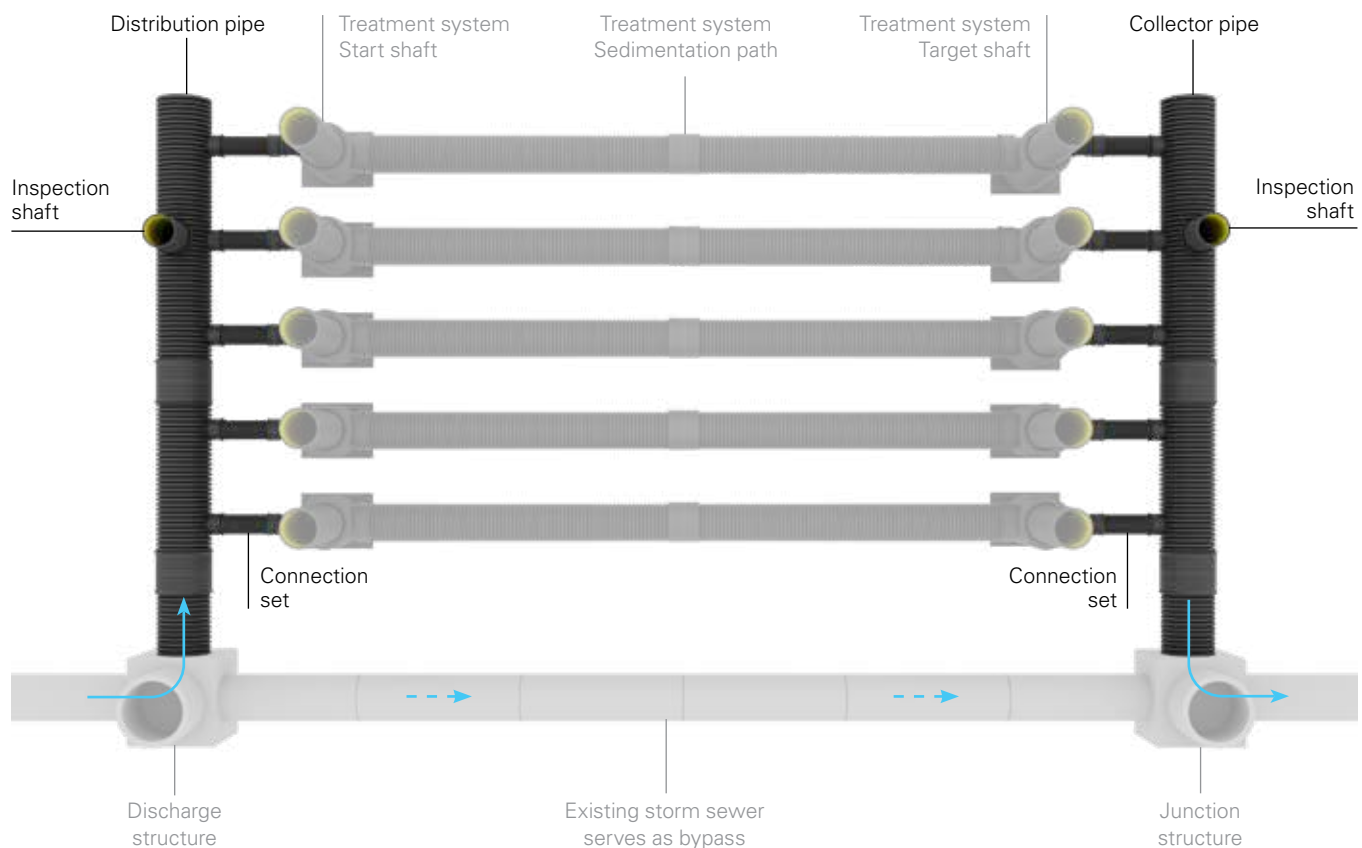 Distribution pipe
Treatment system
Start shaft
Treatment system
Sedimentation path
Treatment system
Target shaft
Collector pipe
Inspection
shaft
Inspection
shaft
Connection
set
Connection
set
Discharge
structure
Existing storm sewer
serves as bypass
Junction
structure